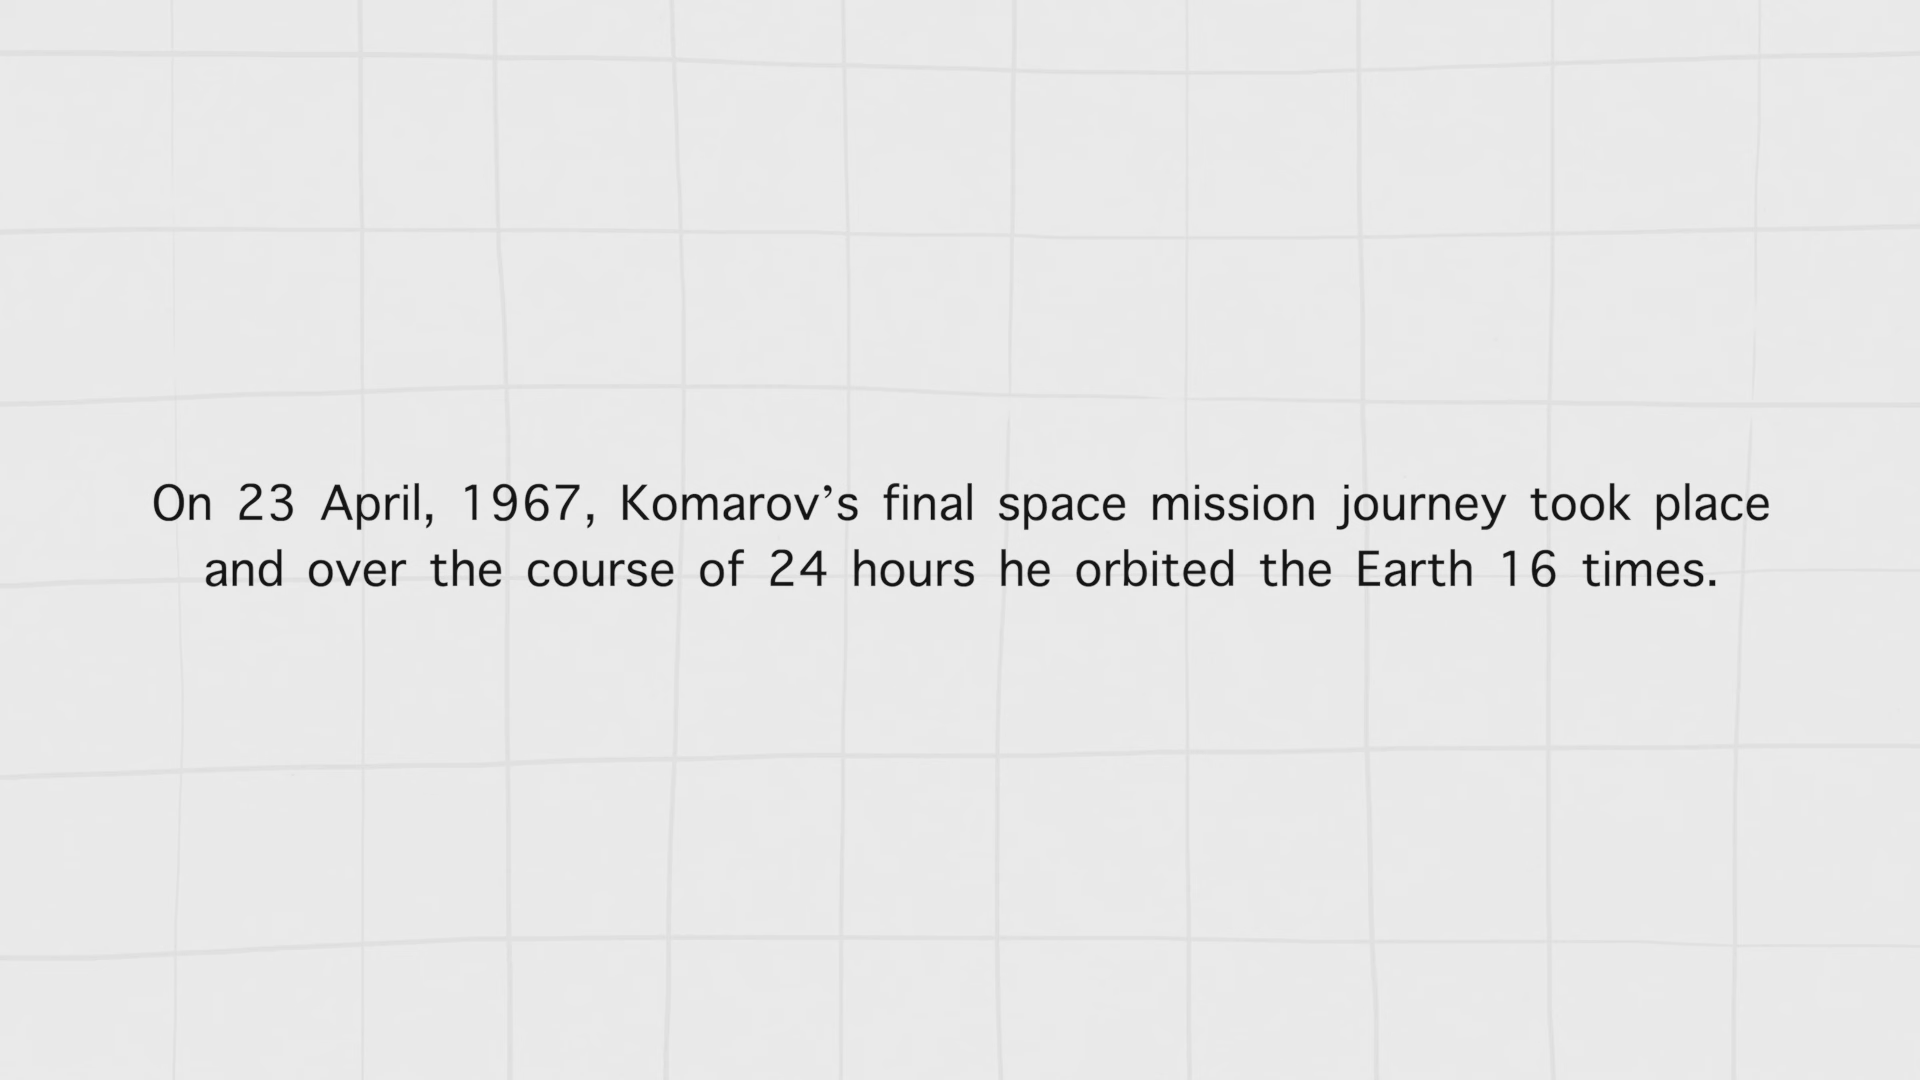 On 23 April, 1967, Komarov’s final space mission journey took place
and over the course of 24 hours he orbited the Earth 16 times.